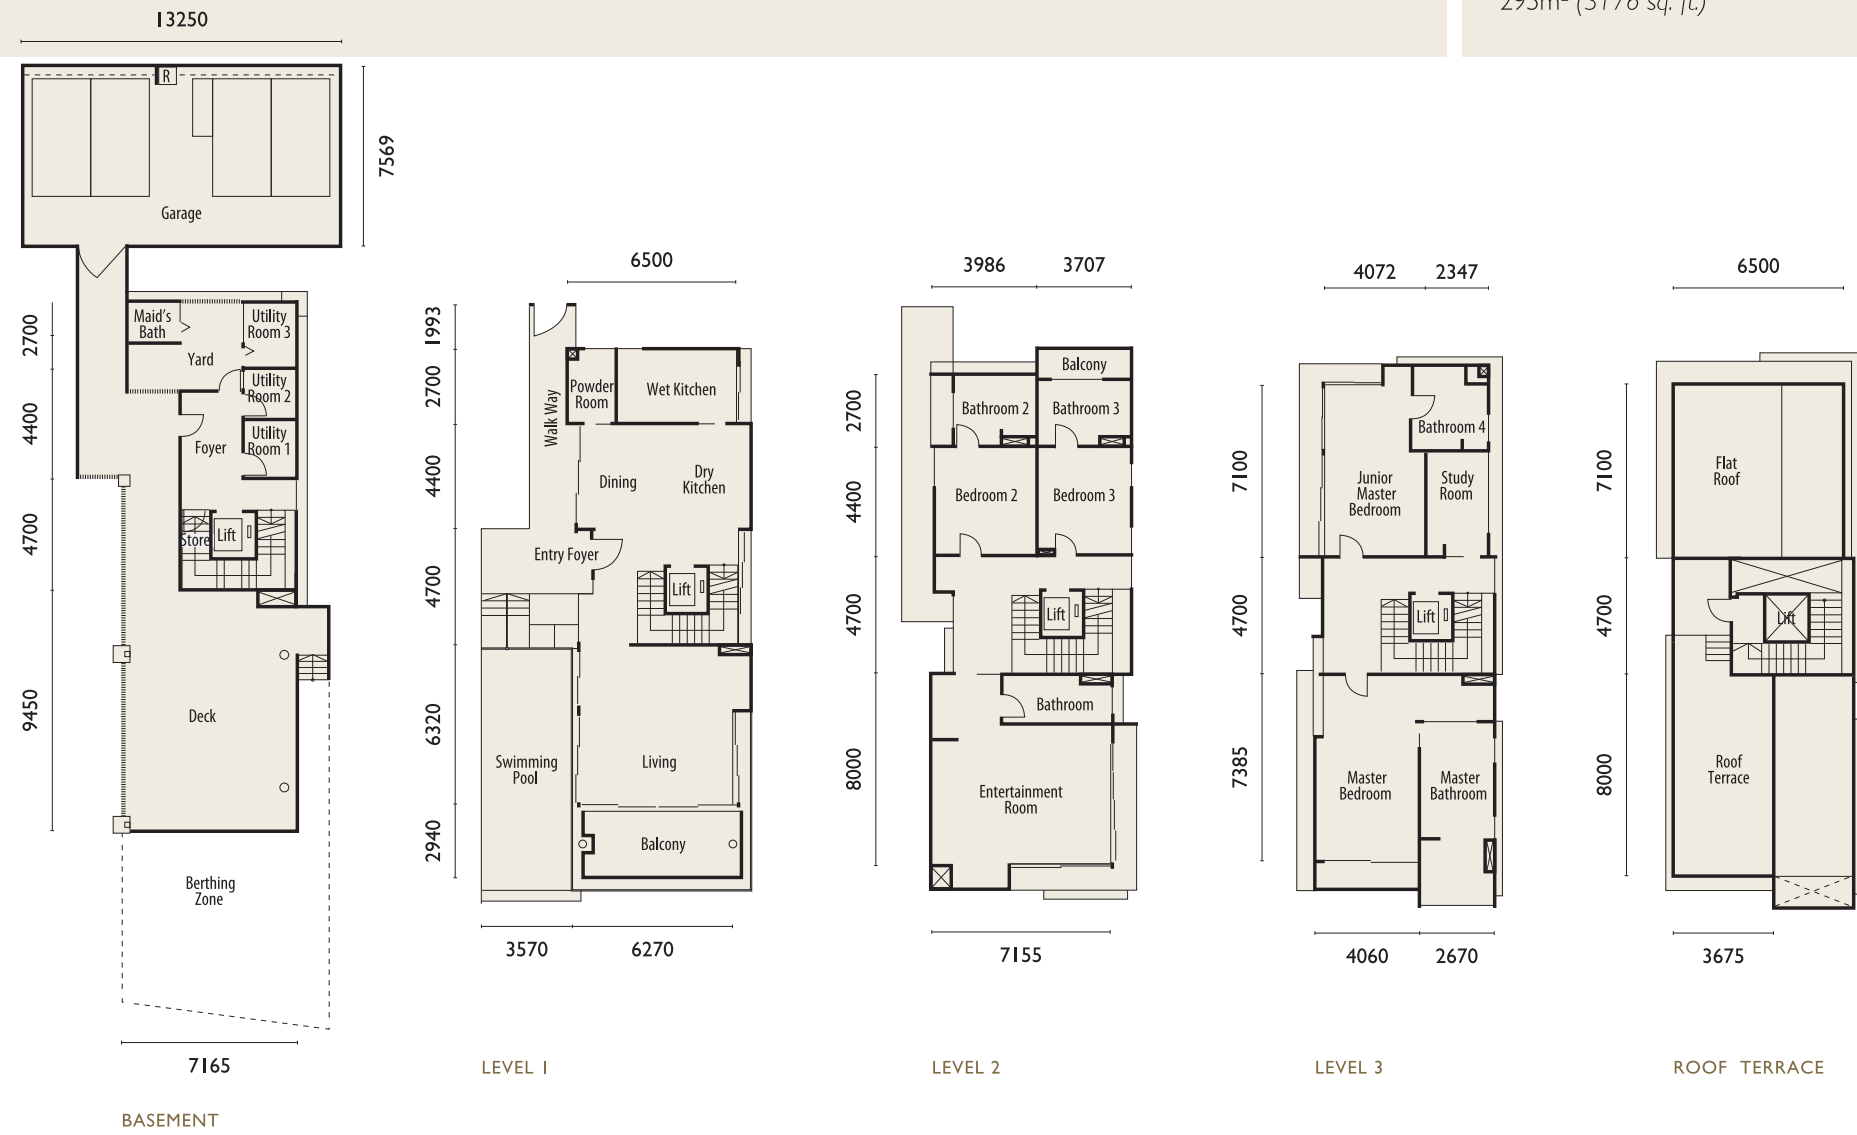 295m² (3176 sq. ft.)
13250
R
7569
Garage
2700
4400
4700
9450
Maid's
Bath
Utility
Room 3
Yard
Utility
Room 2
Foyer
Utility
Room 1
Store
Lift
Deck
Berthing
Zone
7165
BASEMENT
6500
1993
2700
4400
4700
6320
2940
Walk Way
Powder
Room
Wet Kitchen
Dining
Dry
Kitchen
Entry Foyer
Lift
Swimming
Pool
Living
Balcony
3570
6270
LEVEL 1
3986
3707
2700
4400
4700
8000
Balcony
Bathroom 2
Bathroom 3
Bedroom 2
Bedroom 3
Lift
Bathroom
Entertainment
Room
7155
LEVEL 2
4072
2347
7100
4700
7385
Bathroom 4
Junior
Master
Bedroom
Study
Room
Lift
Master
Bedroom
Master
Bathroom
4060
2670
LEVEL 3
6500
7100
4700
8000
Flat
Roof
Lift
Roof
Terrace
3675
ROOF TERRACE